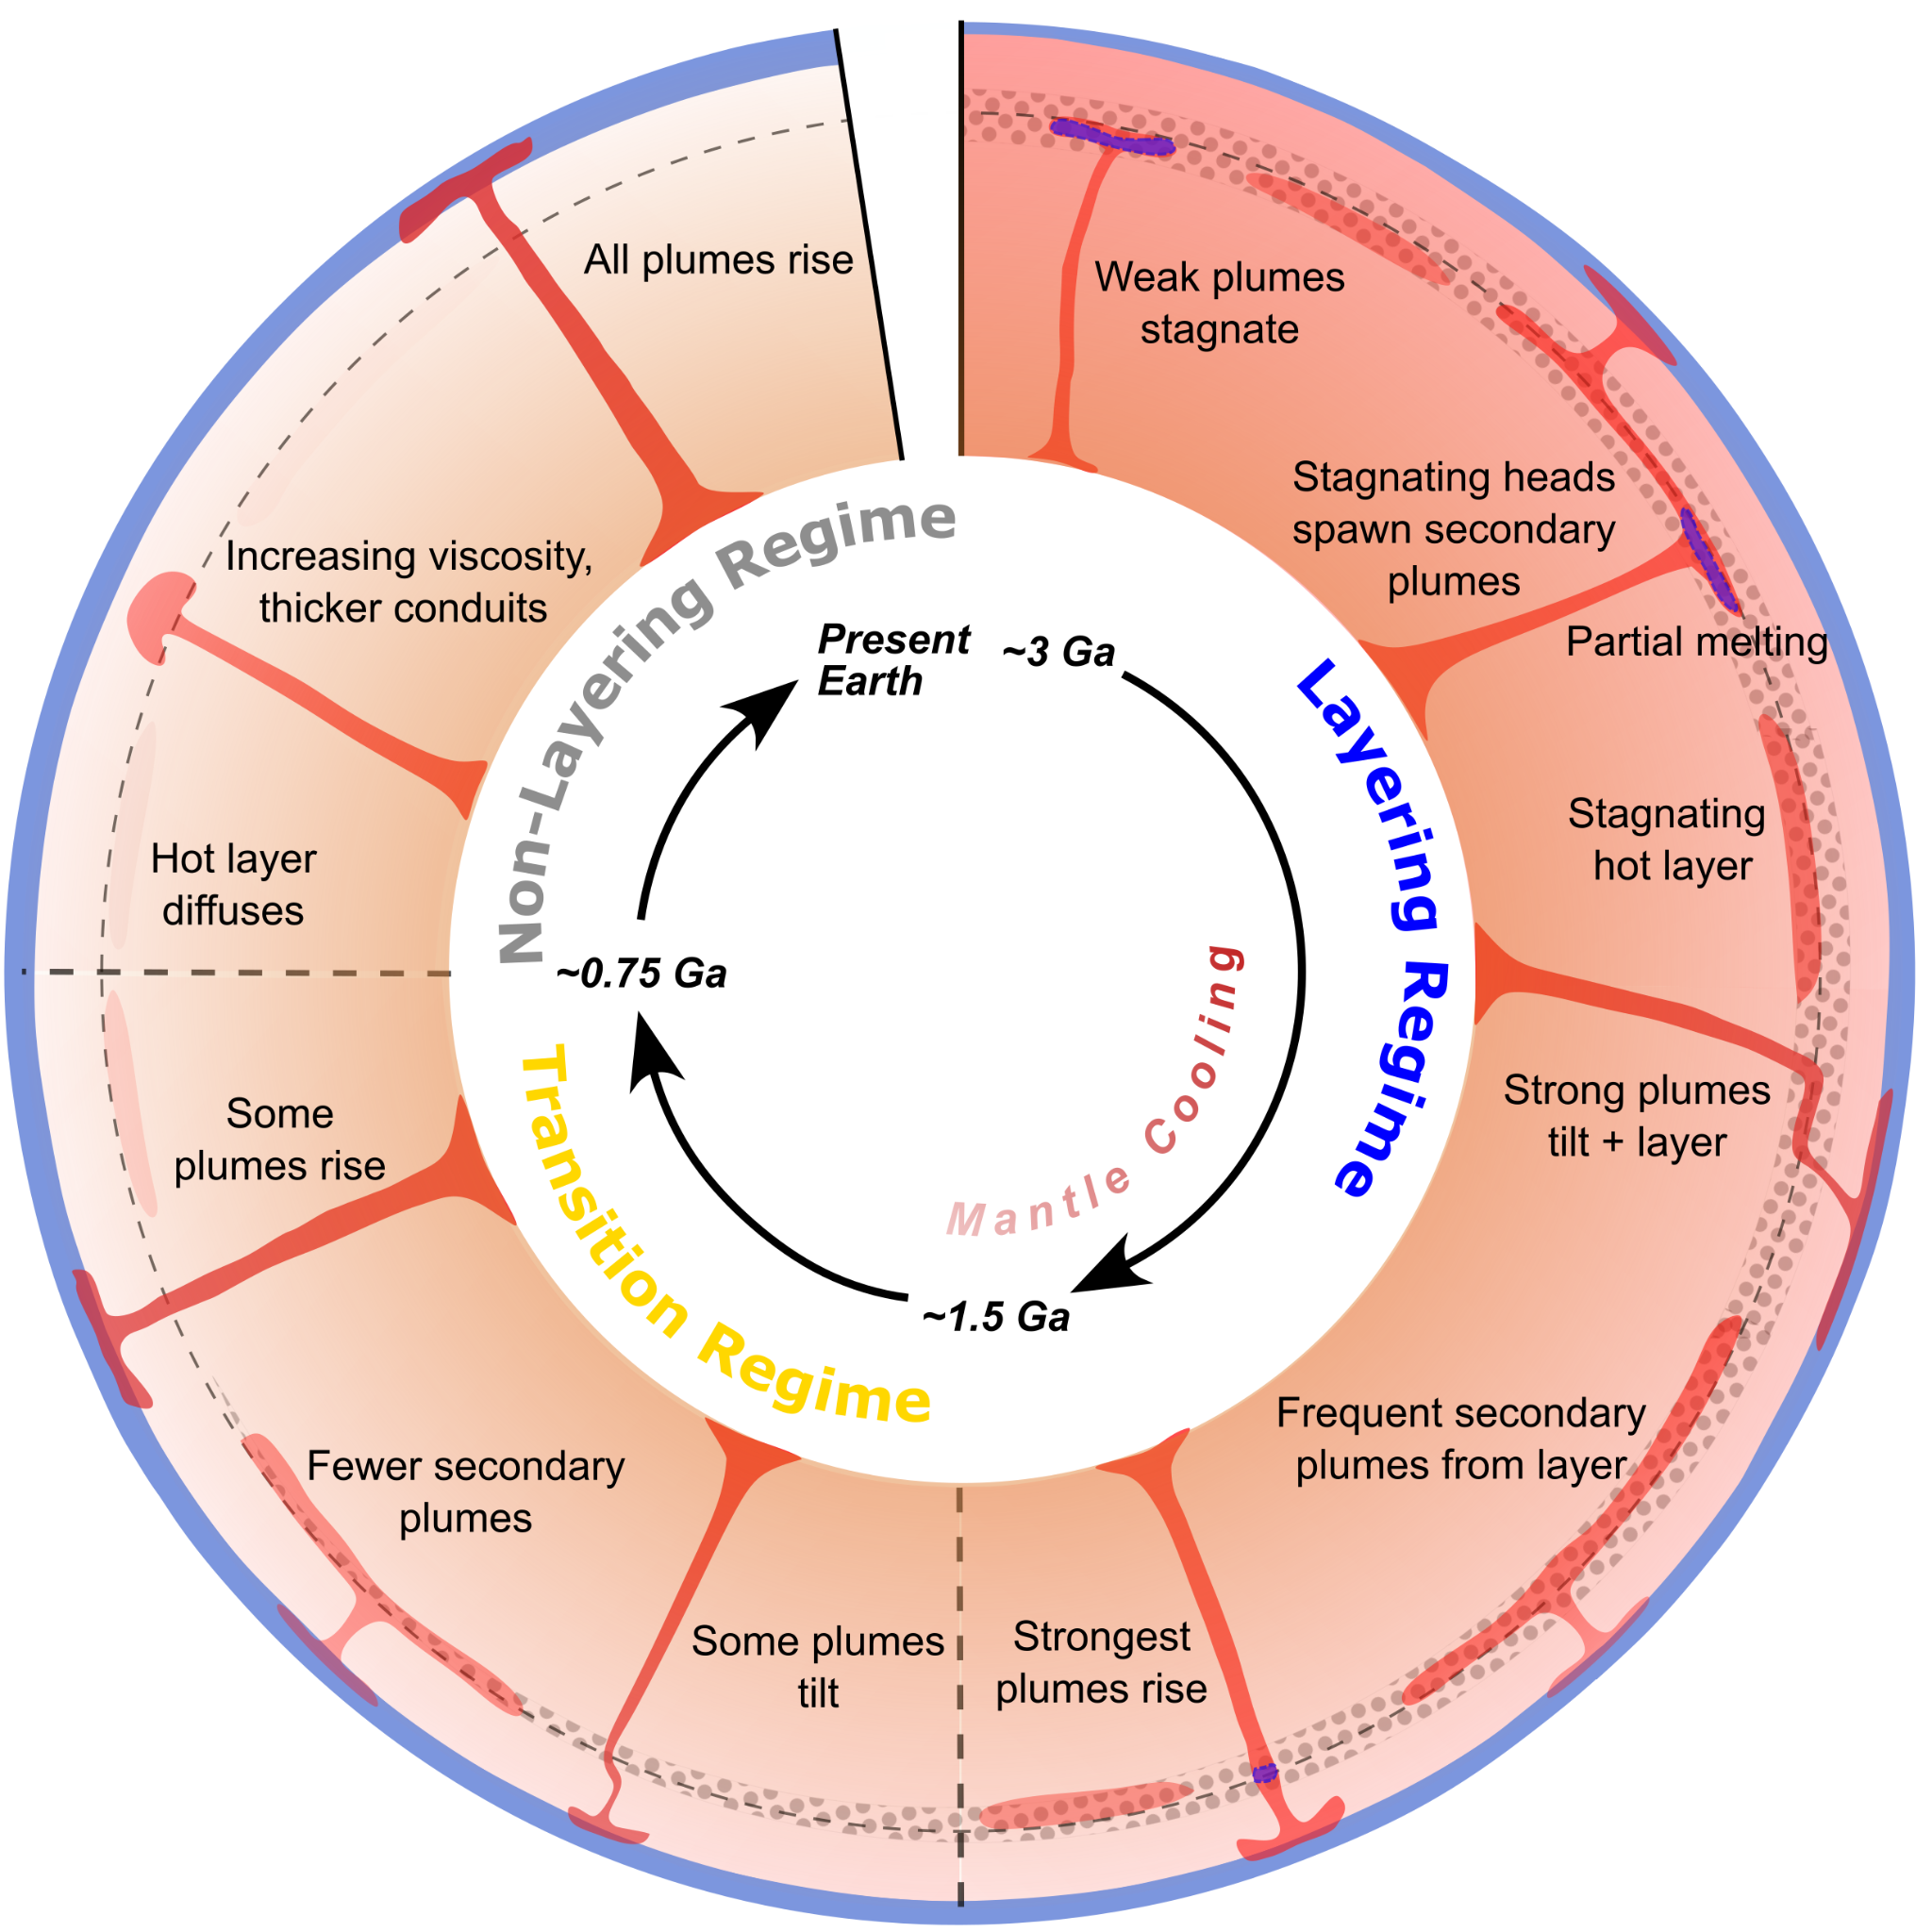 All plumes rise
Weak plumes
stagnate
Stagnating heads
spawn secondary
plumes
Partial melting
Stagnating
hot layer
Strong plumes
tilt + layer
Frequent secondary
plumes from layer
Strongest
plumes rise
Some plumes
tilt
Fewer secondary
plumes
Some
plumes rise
Hot layer
diffuses
Increasing viscosity,
thicker conduits
Non-Layering Regime
Layering Regime
Transition Regime
Present
Earth
~3 Ga
~0.75 Ga
~1.5 Ga
Mantle Cooling